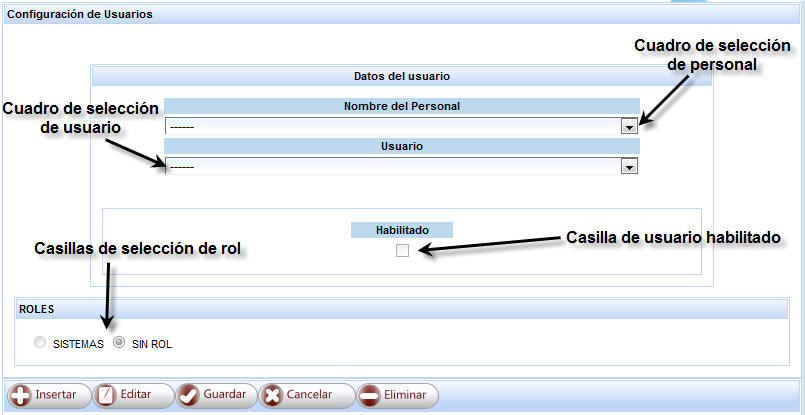 Configuración de Usuarios
Cuadro de selección
de personal
Datos del usuario
Cuadro de selección
de usuario
Nombre del Personal
------
Usuario
------
Habilitado
Casilla de usuario habilitado
Casillas de selección de rol
ROLES
SISTEMAS SIN ROL
Insertar Editar Guardar Cancelar Eliminar